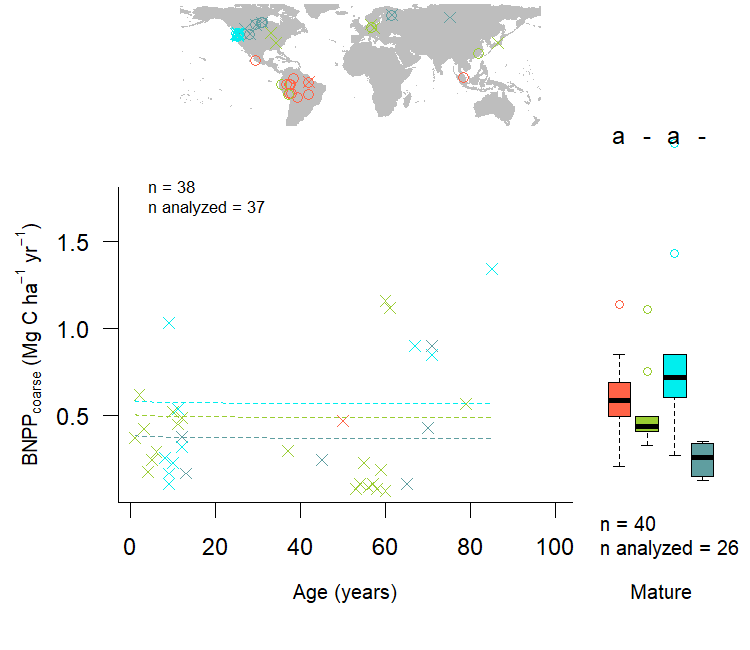 a - a -
n = 38
n analyzed = 37
BNPP_coarse (Mg C ha⁻¹ yr⁻¹)
1.5
1.0
0.5
0 20 40 60 80 100
Age (years)
n = 40
n analyzed = 26
Mature